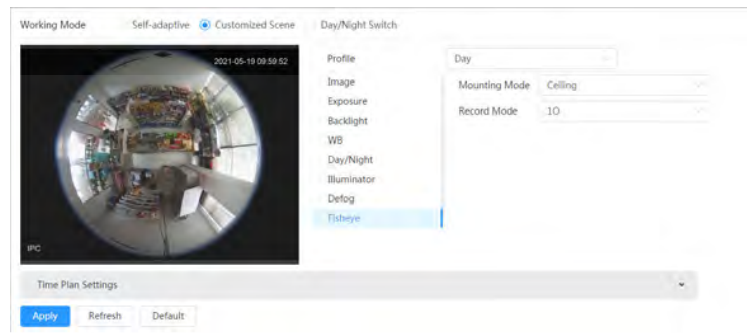 Working Mode Self-adaptive Customized Scene Day/Night Switch
2021-05-19 09:59:52
IPC
Profile Day
Image
Exposure
Backlight
WB
Day/Night
Illuminator
Defog
Fisheye
Mounting Mode Ceiling
Record Mode 1O
Time Plan Settings
Apply Refresh Default